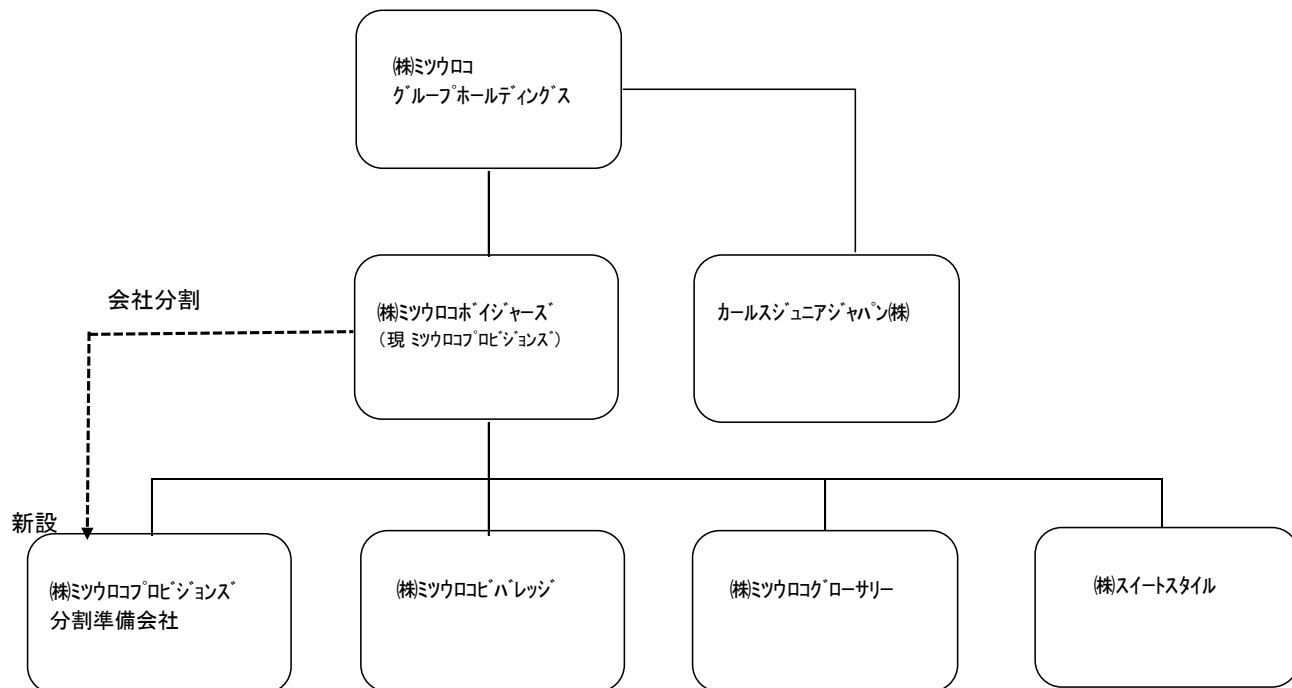 ㈱ミツウロコ
グループホールディングス
会社分割
㈱ミツウロコボイジャーズ
（現 ミツウロコプロビジョンズ）
カールスジュニアジャパン㈱
新設
㈱ミツウロコプロビジョンズ
分割準備会社
㈱ミツウロコビバレッジ
㈱ミツウロコグローサリー
㈱スイートスタイル